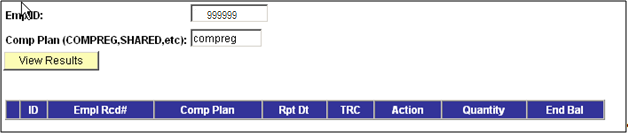 EmplID: 999999
Comp Plan (COMPREG,SHARED,etc): compreg
View Results
ID Empl Rcd# Comp Plan Rpt Dt TRC Action Quantity End Bal